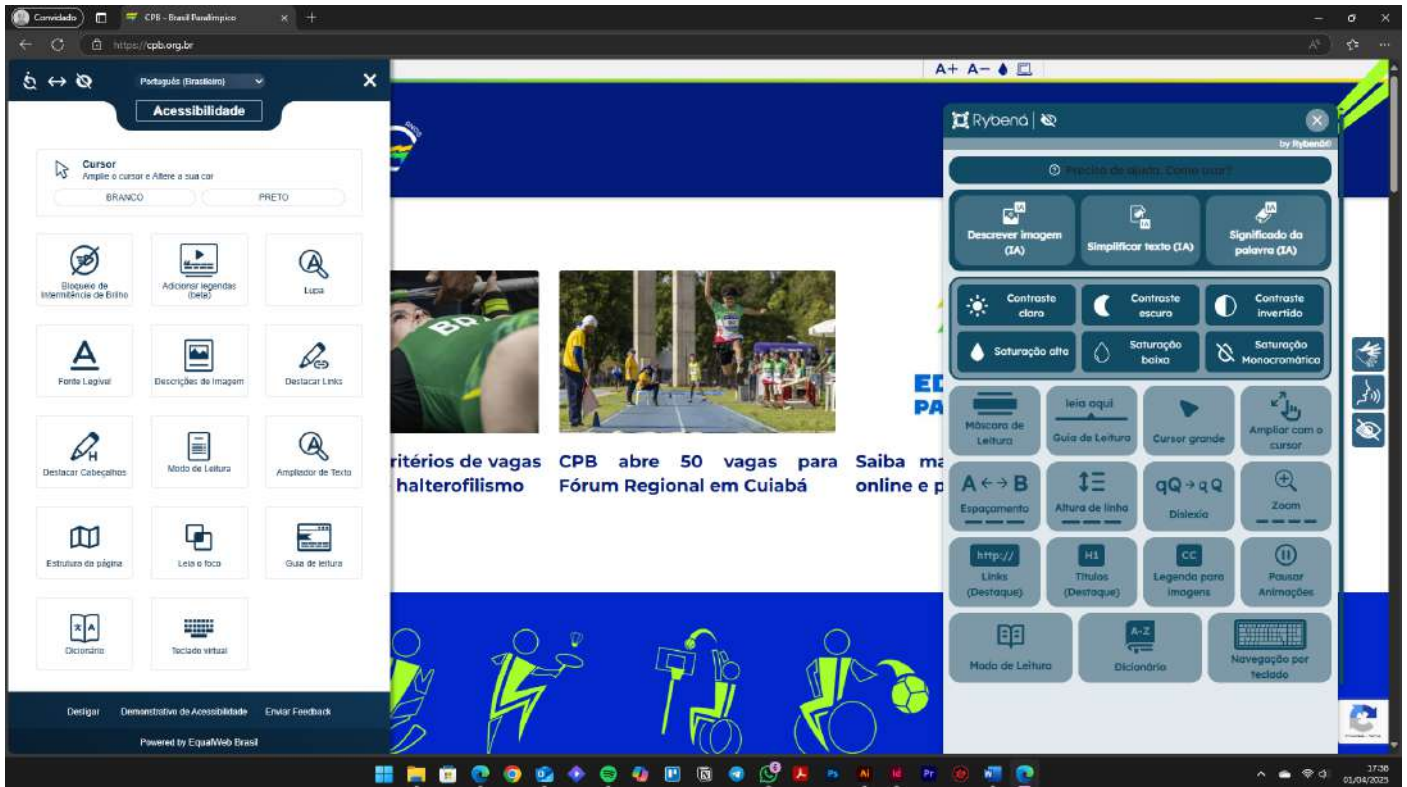 Convidado
CPB - Brasil Paralímpico
https://cpb.org.br
Português (Brasileiro)
Acessibilidade
Cursor
Amplie o cursor e Altere a sua cor
BRANCO
PRETO
Bloqueio de Intermitência de Brilho
Adicionar legendas (beta)
Lupa
Fonte Legível
Descrições de Imagem
Destacar Links
Destacar Cabeçalhos
Modo de Leitura
Ampliador de Texto
Estrutura da página
Leia o foco
Guia de leitura
Dicionário
Teclado virtual
Desligar
Demonstrativo de Acessibilidade
Enviar Feedback
Powered by EqualWeb Brasil
A+ A-
BRA
ritérios de vagas
halterofilismo
CPB abre 50 vagas para
Fórum Regional em Cuiabá
ED
PA
Saiba ma
online e p
Rybená
by Rybená®
Precisa de ajuda. Como usar?
Descrever imagem
(IA)
Simplificar texto (IA)
Significado da
palavra (IA)
Contraste
claro
Contraste
escuro
Contraste
invertido
Saturação alta
Saturação
baixa
Saturação
Monocromática
Máscara de
Leitura
leia aqui
Guia de Leitura
Cursor grande
Ampliar com o
cursor
A ↔ B
Espaçamento
Altura de linha
qQ → qQ
Dislexia
Zoom
http://
Links
(Destaque)
H1
Títulos
(Destaque)
CC
Legenda para
imagens
Pausar
Animações
Modo de Leitura
A-Z
Dicionário
Navegação por
teclado
17:36
01/04/2025